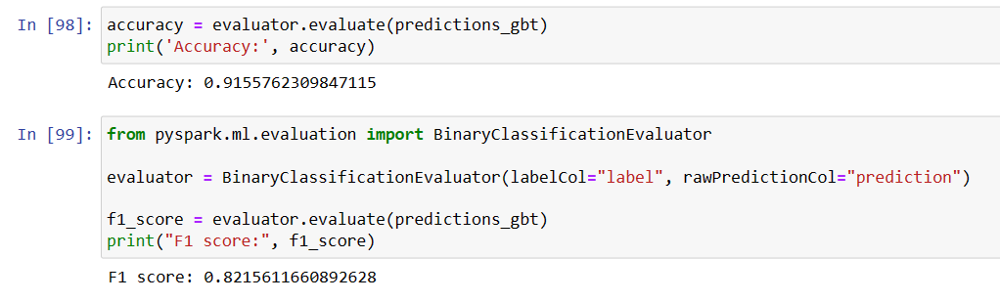 In [98]: accuracy = evaluator.evaluate(predictions_gbt)
print('Accuracy:', accuracy)
Accuracy: 0.9155762309847115
In [99]: from pyspark.ml.evaluation import BinaryClassificationEvaluator
evaluator = BinaryClassificationEvaluator(labelCol="label", rawPredictionCol="prediction")
f1_score = evaluator.evaluate(predictions_gbt)
print("F1 score:", f1_score)
F1 score: 0.8215611660892628